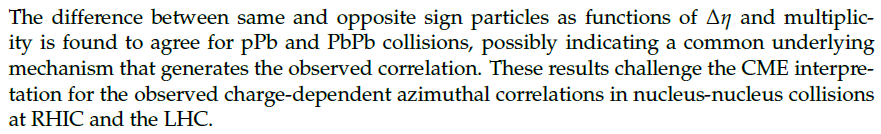 The difference between same and opposite sign particles as functions of Δη and multiplic-
ity is found to agree for pPb and PbPb collisions, possibly indicating a common underlying
mechanism that generates the observed correlation. These results challenge the CME interpre-
tation for the observed charge-dependent azimuthal correlations in nucleus-nucleus collisions
at RHIC and the LHC.